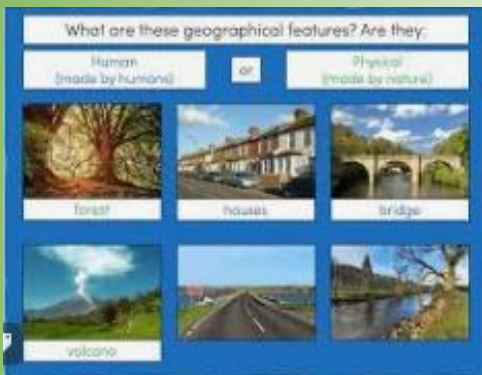 What are these geographical features? Are they:
Human
(made by humans)
or
Physical
(made by nature)
forest
houses
bridge
volcano